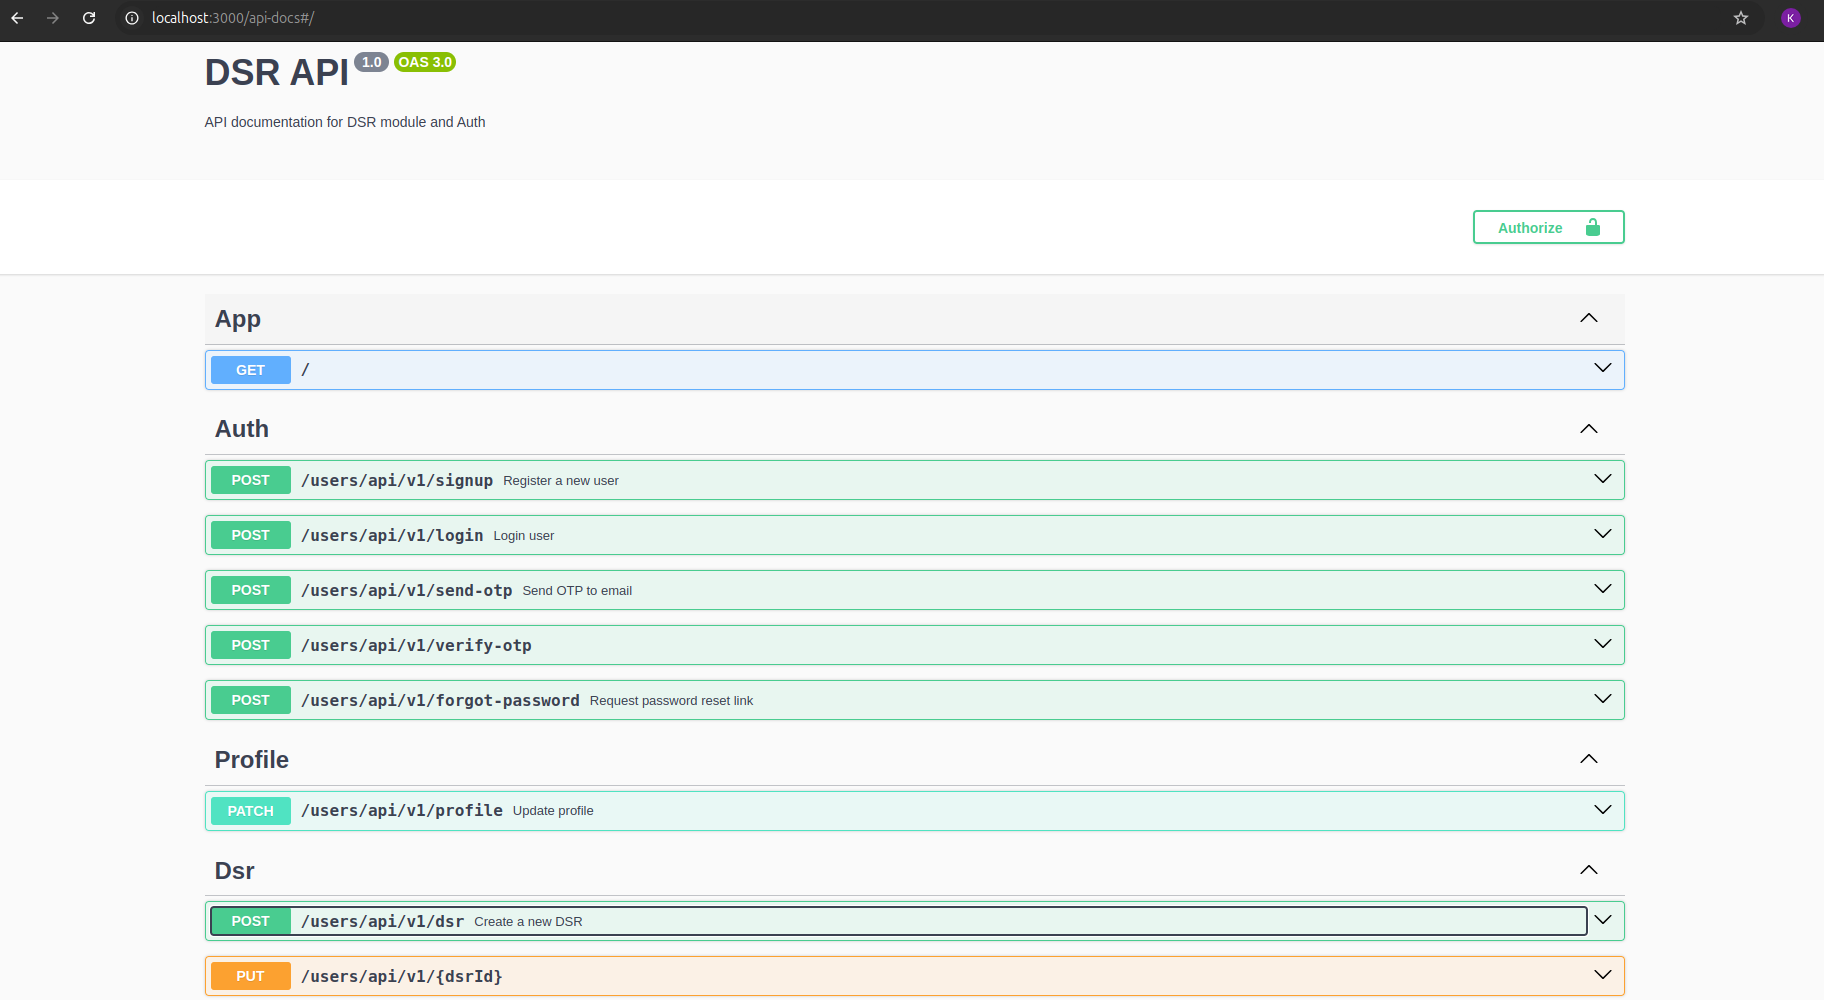 localhost:3000/api-docs#/
K
DSR API 1.0 OAS 3.0
API documentation for DSR module and Auth
Authorize
App
GET /
Auth
POST /users/api/v1/signup Register a new user
POST /users/api/v1/login Login user
POST /users/api/v1/send-otp Send OTP to email
POST /users/api/v1/verify-otp
POST /users/api/v1/forgot-password Request password reset link
Profile
PATCH /users/api/v1/profile Update profile
Dsr
POST /users/api/v1/dsr Create a new DSR
PUT /users/api/v1/{dsrId}